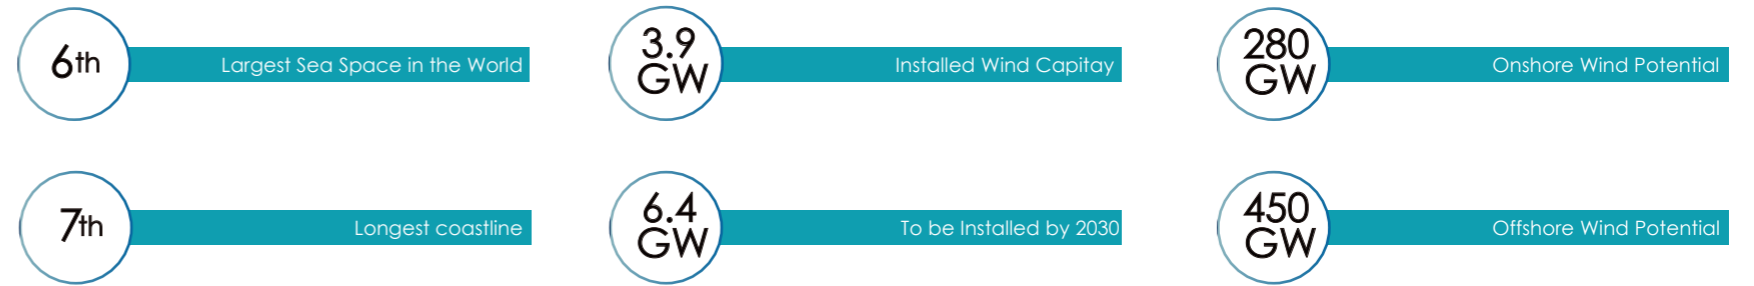 6th
Largest Sea Space in the World
3.9
GW
Installed Wind Capitay
280
GW
Onshore Wind Potential
7th
Longest coastline
6.4
GW
To be Installed by 2030
450
GW
Offshore Wind Potential